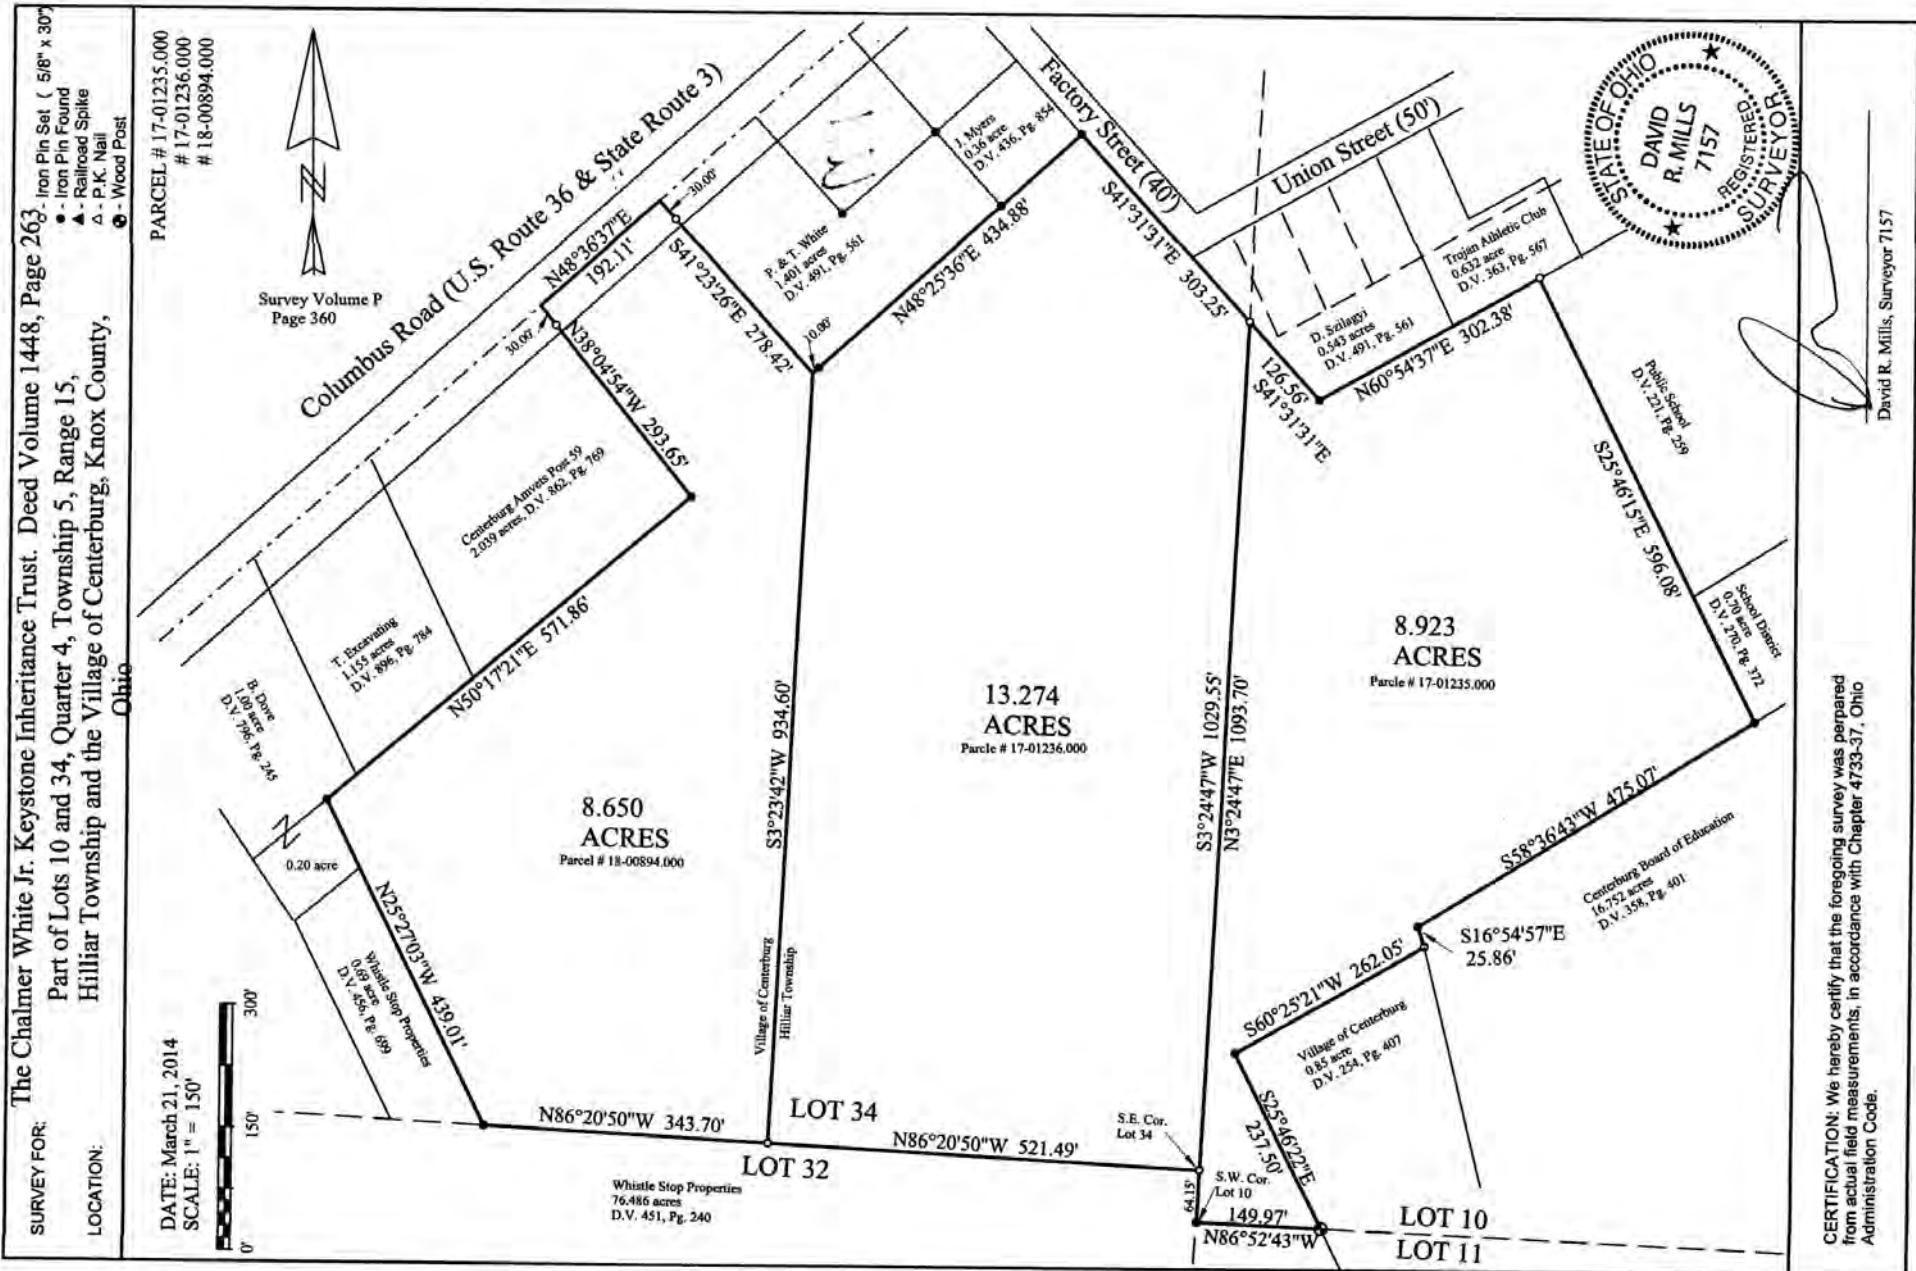 SURVEY FOR: The Chalmer White Jr. Keystone Inheritance Trust. Deed Volume 1448, Page 263
LOCATION: Part of Lots 10 and 34, Quarter 4, Township 5, Range 15,
Hilliar Township and the Village of Centerburg, Knox County,
Ohio
○ - Iron Pin Set ( 5/8" x 30")
● - Iron Pin Found
▲ - Railroad Spike
△ - P.K. Nail
- Wood Post
PARCEL # 17-01235.000
# 17-01236.000
# 18-00894.000
N
Survey Volume P
Page 360
DATE: March 21, 2014
SCALE: 1" = 150'
0'
150'
300'
Columbus Road (U.S. Route 36 & State Route 3)
Factory Street (40')
Union Street (50')
N48°36'37"E
192.11'
30.00'
30.00'
S41°23'26"E 278.42'
10.00'
N38°04'54"W 293.65'
P. & T. White
1.401 acres
D.V. 491, Pg. 561
J. Myers
0.36 acre
D.V. 436, Pg. 854
N48°25'36"E 434.88'
S41°31'31"E 303.25'
126.56'
S41°31'31"E
D. Szilagyi
0.543 acres
D.V. 491, Pg. 561
Trojan Athletic Club
0.632 acre
D.V. 363, Pg. 567
N60°54'37"E 302.38'
Public School
D.V. 221, Pg. 259
S25°46'15"E 596.08'
School District
0.70 acre
D.V. 270, Pg. 372
Centerburg Amvets Post 59
2.039 acres, D.V. 862, Pg. 769
T. Excavating
1.155 acres
D.V. 896, Pg. 784
B. Dove
1.00 acre
D.V. 796, Pg. 245
N50°17'21"E 571.86'
0.20 acre
N25°27'03"W 439.01'
Whistle Stop Properties
0.69 acre
D.V. 456, Pg. 699
8.650
ACRES
Parcel # 18-00894.000
S3°23'42"W 934.60'
Village of Centerburg
Hilliar Township
13.274
ACRES
Parcle # 17-01236.000
S3°24'47"W 1029.55'
N3°24'47"E 1093.70'
8.923
ACRES
Parcle # 17-01235.000
S58°36'43"W 475.07'
Centerburg Board of Education
16.752 acres
D.V. 358, Pg. 401
S16°54'57"E
25.86'
S60°25'21"W 262.05'
Village of Centerburg
0.85 acre
D.V. 254, Pg. 407
S25°46'22"E
237.50'
N86°20'50"W 343.70'
LOT 34
N86°20'50"W 521.49'
LOT 32
S.E. Cor.
Lot 34
S.W. Cor.
Lot 10
64.15'
149.97'
N86°52'43"W
LOT 10
LOT 11
Whistle Stop Properties
76.486 acres
D.V. 451, Pg. 240
STATE OF OHIO
DAVID
R. MILLS
7157
REGISTERED
SURVEYOR
David R. Mills, Surveyor 7157
CERTIFICATION: We hereby certify that the foregoing survey was perpared
from actual field measurements, in accordance with Chapter 4733-37, Ohio
Administration Code.